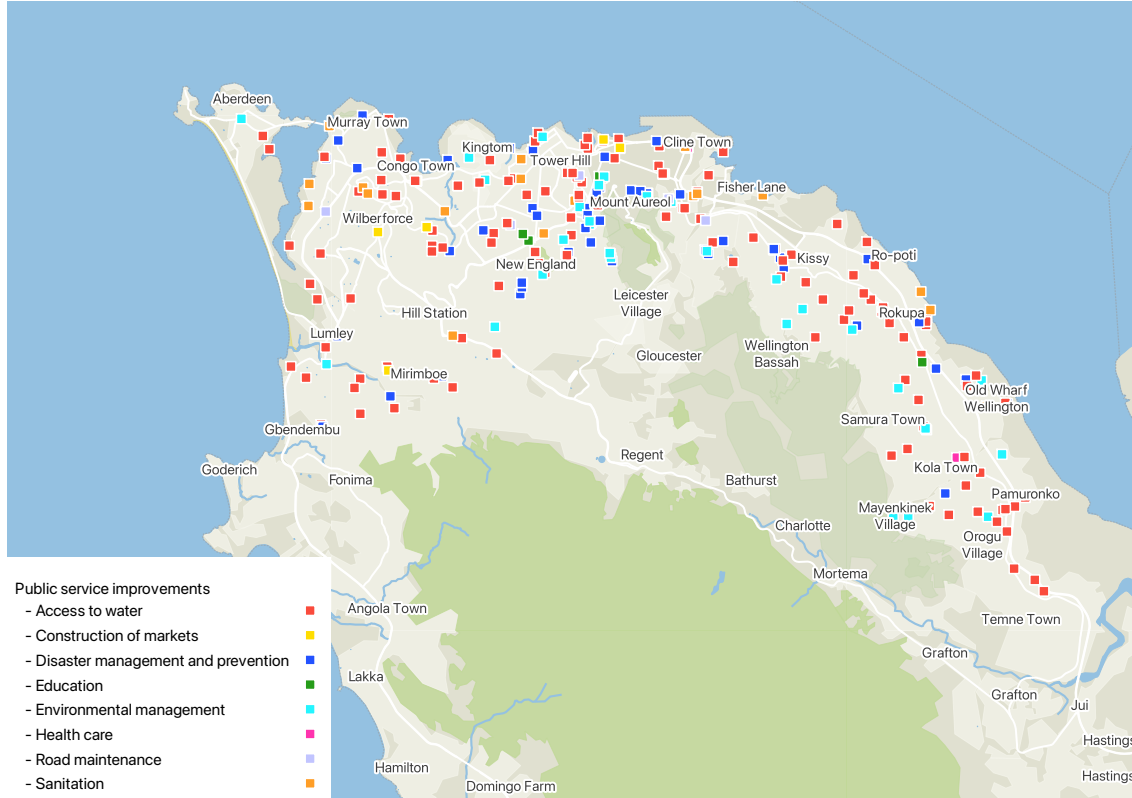 Aberdeen
Murray Town
Kingtom
Cline Town
Tower Hill
Congo Town
Fisher Lane
Mount Aureol
Wilberforce
Kissy
Ro-poti
New England
Leicester
Village
Hill Station
Rokupa
Lumley
Wellington
Bassah
Gloucester
Mirimboe
Old Wharf
Wellington
Samura Town
Gbendembu
Regent
Goderich
Kola Town
Fonima
Bathurst
Pamuronko
Mayenkinek
Village
Charlotte
Orogu
Village
Mortema
Public service improvements
- Access to water
- Construction of markets
- Disaster management and prevention
- Education
- Environmental management
- Health care
- Road maintenance
- Sanitation
Angola Town
Temne Town
Grafton
Lakka
Grafton
Jui
Hastings
Hamilton
Hastings
Domingo Farm